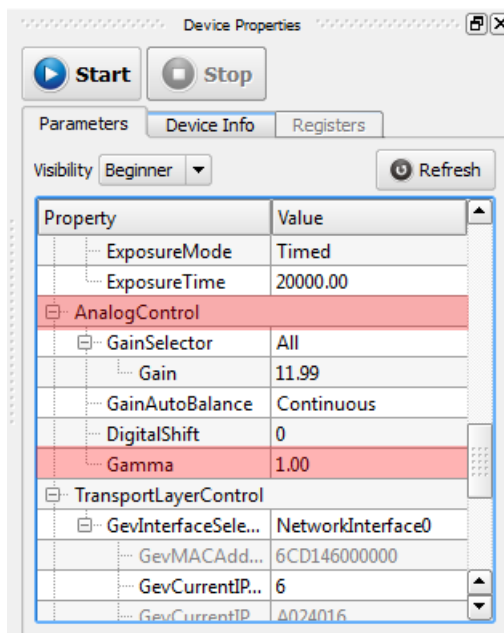 Device Properties
Start Stop
Parameters Device Info Registers
Visibility Beginner Refresh
Property Value
ExposureMode Timed
ExposureTime 20000.00
AnalogControl
GainSelector All
Gain 11.99
GainAutoBalance Continuous
DigitalShift 0
Gamma 1.00
TransportLayerControl
GevInterfaceSele... NetworkInterface0
GevMACAdd... 6CD146000000
GevCurrentIP... 6
GevCurrentIP A024016